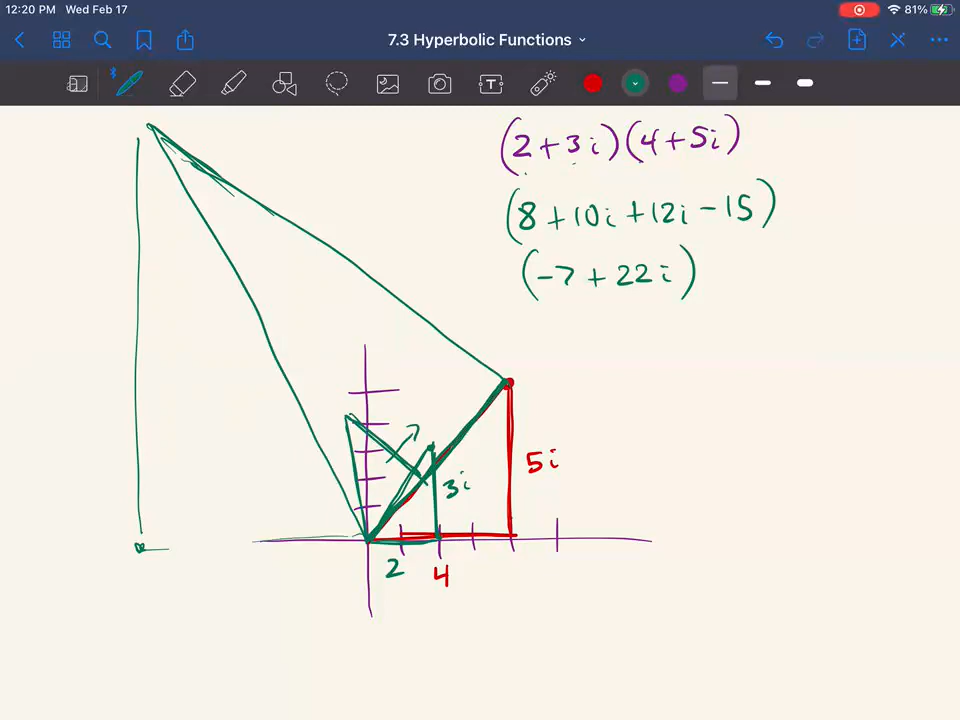 12:20 PM Wed Feb 17
81%
7.3 Hyperbolic Functions
T
(2+3i)(4+5i)
(8+10i+12i-15)
(-7+22i)
5i
3i
2
4